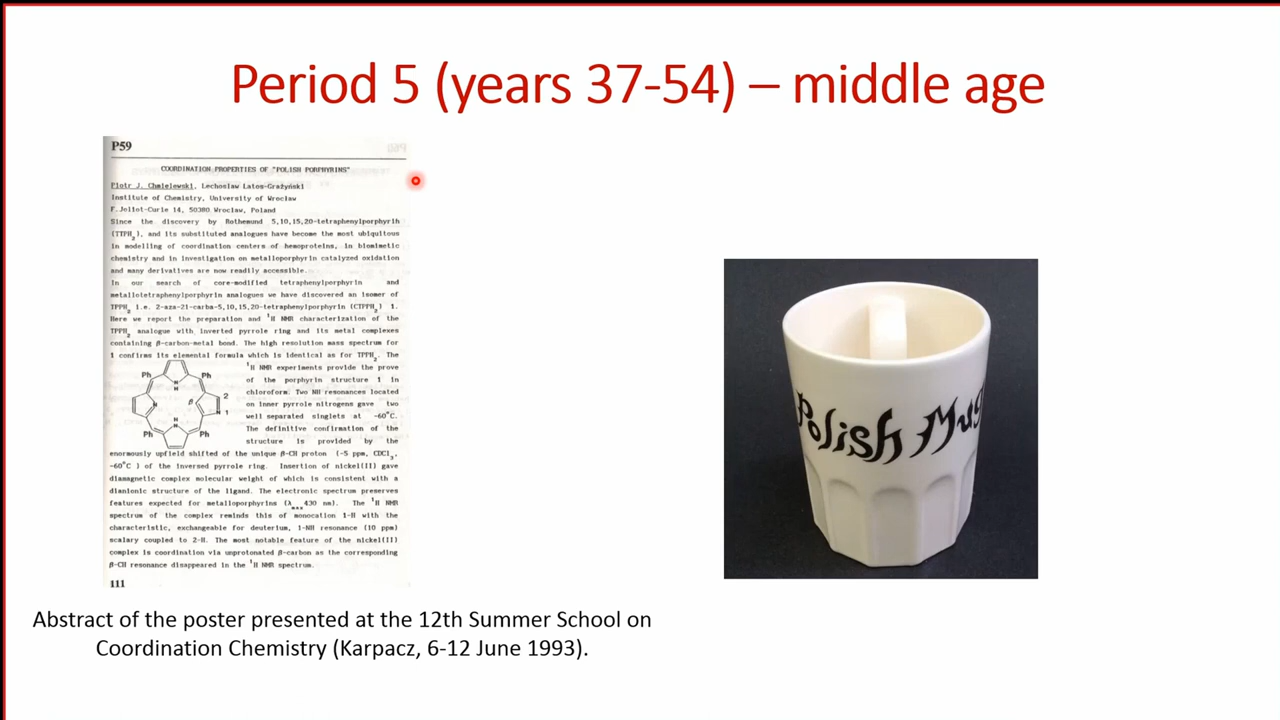 Period 5 (years 37-54) – middle age
P59
COORDINATION PROPERTIES OF "POLISH PORPHYRINS"
Piotr J. Chmielewski, Lechosław Latos-Grażyński
Institute of Chemistry, University of Wrocław
F. Joliot-Curie 14, 50380 Wrocław, Poland
Since the discovery by Rothemund 5,10,15,20-tetraphenylporphyrin
(TTPH2), and its substituted analogues have become the most ubiquitous
in modelling of coordination centers of hemoproteins, in biomimetic
chemistry and in investigation on metalloporphyrin catalyzed oxidation
and many derivatives are now readily accessible.
In our search of core-modified tetraphenylporphyrin and
metallotetraphenylporphyrin analogues we have discovered an isomer of
TPPH2 i.e. 2-aza-21-carba-5,10,15,20-tetraphenylporphyrin (CTPPH2) 1.
Here we report the preparation and 1H NMR characterization of the
TPPH2 analogue with inverted pyrrole ring and its metal complexes
containing β-carbon-metal bond. The high resolution mass spectrum for
1 confirms its elemental formula which is identical as for TPPH2. The
1H NMR experiments provide the prove
of the porphyrin structure 1 in
chloroform. Two NH resonances located
on inner pyrrole nitrogens gave two
well separated singlets at -60°C.
The definitive confirmation of the
structure is provided by the
Ph Ph
N
H
N β 2
N 1
H
N
Ph Ph
enormously upfield shifted of the unique β-CH proton (-5 ppm, CDCl3,
-60°C ) of the inversed pyrrole ring. Insertion of nickel(II) gave
diamagnetic complex molecular weight of which is consistent with a
dianionic structure of the ligand. The electronic spectrum preserves
features expected for metalloporphyrins (λmax 430 nm). The 1H NMR
spectrum of the complex reminds this of monocation 1-H with the
characteristic, exchangeable for deuterium, 1-NH resonance (10 ppm)
scalary coupled to 2-H. The most notable feature of the nickel(II)
complex is coordination via unprotonated β-carbon as the corresponding
β-CH resonance disappeared in the 1H NMR spectrum.
111
Polish Mug
Abstract of the poster presented at the 12th Summer School on
Coordination Chemistry (Karpacz, 6-12 June 1993).